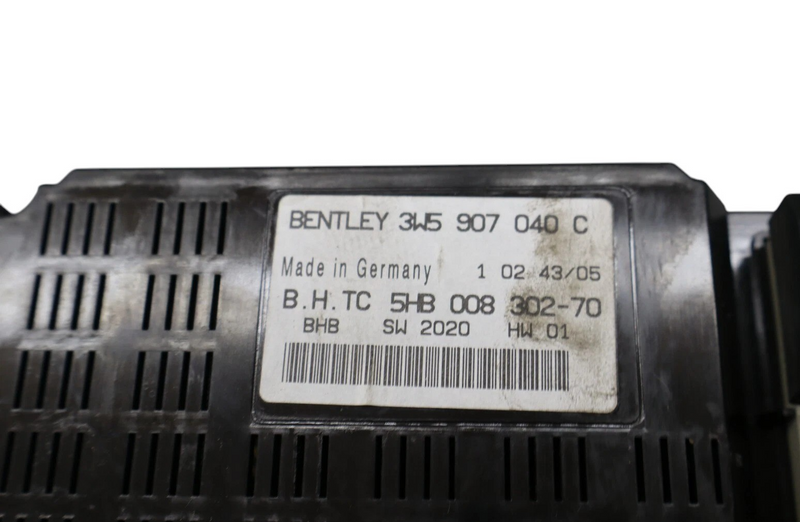 BENTLEY 3W5 907 040 C
Made in Germany 1 02 43/05
B.H.TC 5HB 008 302-70
BHB SW 2020 HW 01